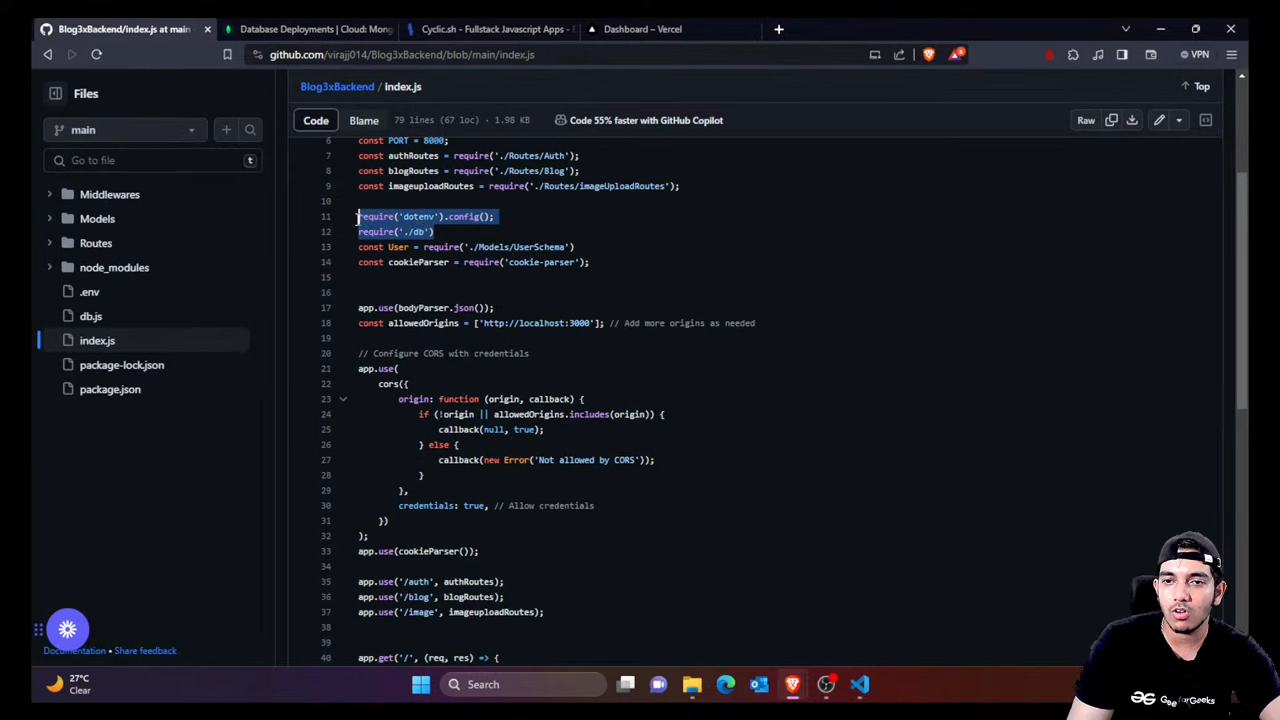 Blog3xBackend/index.js at main
Database Deployments | Cloud: Mong
Cyclic.sh - Fullstack Javascript Apps -
Dashboard – Vercel
github.com/virajj014/Blog3xBackend/blob/main/index.js
VPN
Files
Blog3xBackend / index.js
Top
main
Code
Blame
79 lines (67 loc) · 1.98 KB
Code 55% faster with GitHub Copilot
Raw
Go to file
t
Middlewares
Models
Routes
node_modules
.env
db.js
index.js
package-lock.json
package.json
Documentation • Share feedback
6 const PORT = 8000;
7 const authRoutes = require('./Routes/Auth');
8 const blogRoutes = require('./Routes/Blog');
9 const imageuploadRoutes = require('./Routes/imageUploadRoutes');
10
11 require('dotenv').config();
12 require('./db')
13 const User = require('./Models/UserSchema')
14 const cookieParser = require('cookie-parser');
15
16
17 app.use(bodyParser.json());
18 const allowedOrigins = ['http://localhost:3000']; // Add more origins as needed
19
20 // Configure CORS with credentials
21 app.use(
22 cors({
23 origin: function (origin, callback) {
24 if (!origin || allowedOrigins.includes(origin)) {
25 callback(null, true);
26 } else {
27 callback(new Error('Not allowed by CORS'));
28 }
29 },
30 credentials: true, // Allow credentials
31 })
32 );
33 app.use(cookieParser());
34
35 app.use('/auth', authRoutes);
36 app.use('/blog', blogRoutes);
37 app.use('/image', imageuploadRoutes);
38
39
40 app.get('/', (req, res) => {
27°C
Clear
Search